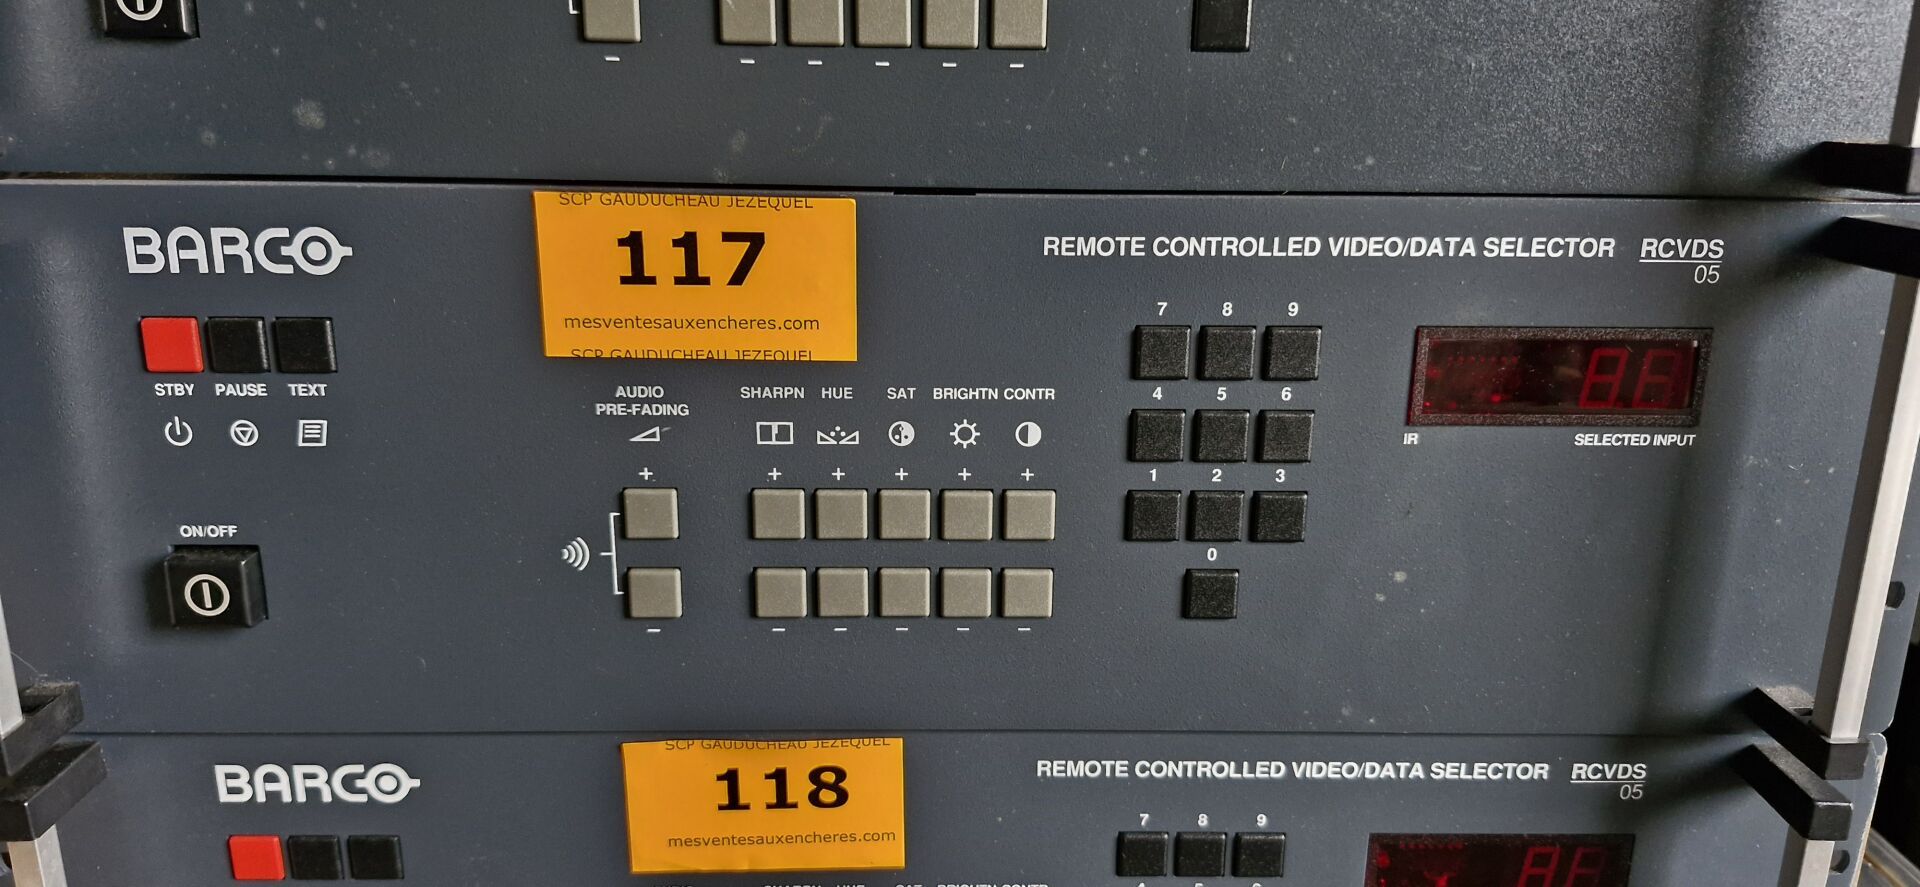 BARCO
SCP GAUDUCHEAU JEZEQUEL
117
mesventesauxencheres.com
SCP GAUDUCHEAU JEZEQUEL
REMOTE CONTROLLED VIDEO/DATA SELECTOR RCVDS
05
STBY PAUSE TEXT
ON/OFF
AUDIO
PRE-FADING
SHARPN HUE SAT BRIGHTN CONTR
+ + + + + +
- - - - - -
7 8 9
4 5 6
1 2 3
0
IR SELECTED INPUT
BARCO
SCP GAUDUCHEAU JEZEQUEL
118
mesventesauxencheres.com
REMOTE CONTROLLED VIDEO/DATA SELECTOR RCVDS
05
7 8 9